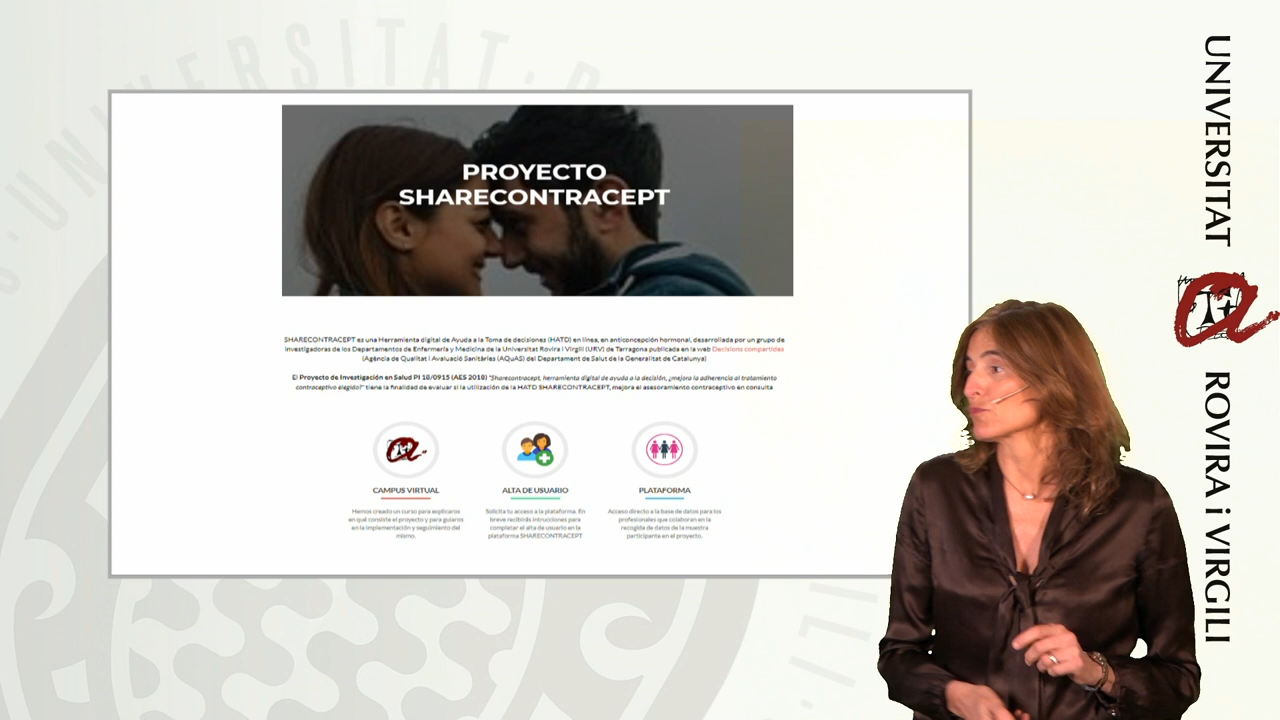 PROYECTO
SHARECONTRACEPT
SHARECONTRACEPT es una Herramienta digital de Ayuda a la Toma de decisiones (HATD) en línea, en anticoncepción hormonal, desarrollada por un grupo de
investigadoras de los Departamentos de Enfermería y Medicina de la Universitat Rovira i Virgili (URV) de Tarragona publicada en la web Decisions compartides
(Agència de Qualitat i Avaluació Sanitàries (AQuAS) del Departament de Salut de la Generalitat de Catalunya)
El Proyecto de Investigación en Salud PI 18/0915 (AES 2018) "Sharecontracept, herramienta digital de ayuda a la decisión, ¿mejora la adherencia al tratamiento
contraceptivo elegido?" tiene la finalidad de evaluar si la utilización de la HATD SHARECONTRACEPT, mejora el asesoramiento contraceptivo en consulta
CAMPUS VIRTUAL
Hemos creado un curso para explicaros
en qué consiste el proyecto y para guiaros
en la implementación y seguimiento del
mismo.
ALTA DE USUARIO
Solicita tu acceso a la plataforma. En
breve recibirás intrucciones para
completar el alta de usuario en la
plataforma SHARECONTRACEPT
PLATAFORMA
Acceso directo a la base de datos para los
profesionales que colaboran en la
recogida de datos de la muestra
participante en el proyecto.
UNIVERSITAT
ROVIRA i VIRGILI